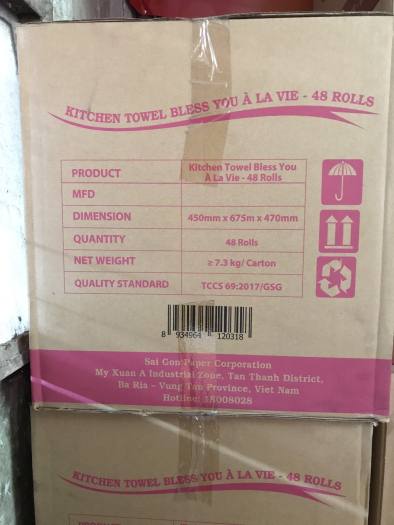 KITCHEN TOWEL BLESS YOU À LA VIE - 48 ROLLS
PRODUCT Kitchen Towel Bless You
À La Vie - 48 Rolls
MFD
DIMENSION 450mm x 675m x 470mm
QUANTITY 48 Rolls
NET WEIGHT ≥ 7.3 kg/ Carton
QUALITY STANDARD TCCS 69:2017/GSG
8 934964 120318
Sai Gon Paper Corporation
My Xuan A Industrial Zone, Tan Thanh District,
Ba Ria - Vung Tau Province, Viet Nam
Hotline: 18008028
KITCHEN TOWEL BLESS YOU À LA VIE - 48 ROLLS